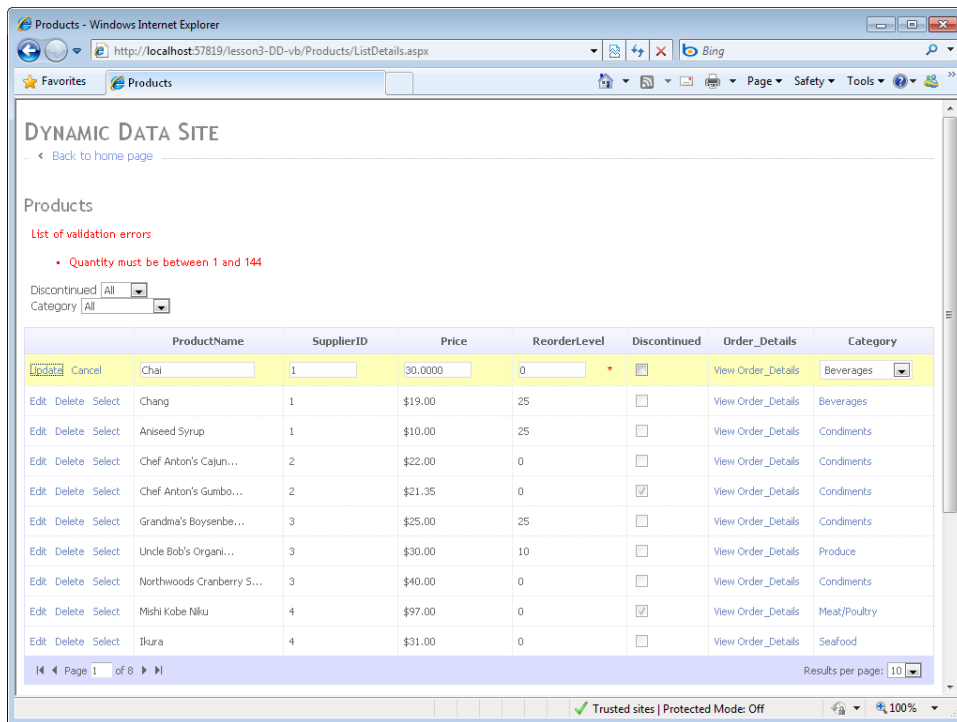 Products - Windows Internet Explorer
http://localhost:57819/lesson3-DD-vb/Products/ListDetails.aspx Bing
Favorites Products Page Safety Tools
DYNAMIC DATA SITE
Back to home page
Products
List of validation errors
• Quantity must be between 1 and 144
Discontinued All
Category All
ProductName SupplierID Price ReorderLevel Discontinued Order_Details Category
Update Cancel Chai 1 30.0000 0 * View Order_Details Beverages
Edit Delete Select Chang 1 $19.00 25 View Order_Details Beverages
Edit Delete Select Aniseed Syrup 1 $10.00 25 View Order_Details Condiments
Edit Delete Select Chef Anton's Cajun... 2 $22.00 0 View Order_Details Condiments
Edit Delete Select Chef Anton's Gumbo... 2 $21.35 0 View Order_Details Condiments
Edit Delete Select Grandma's Boysenbe... 3 $25.00 25 View Order_Details Condiments
Edit Delete Select Uncle Bob's Organi... 3 $30.00 10 View Order_Details Produce
Edit Delete Select Northwoods Cranberry S... 3 $40.00 0 View Order_Details Condiments
Edit Delete Select Mishi Kobe Niku 4 $97.00 0 View Order_Details Meat/Poultry
Edit Delete Select Ikura 4 $31.00 0 View Order_Details Seafood
Page 1 of 8 Results per page: 10
Trusted sites | Protected Mode: Off 100%